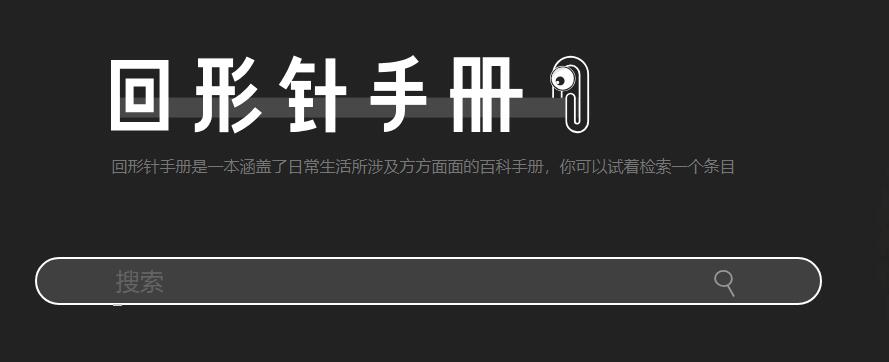 回形针手册
回形针手册是一本涵盖了日常生活所涉及方方面面的百科手册，你可以试着检索一个条目
搜索